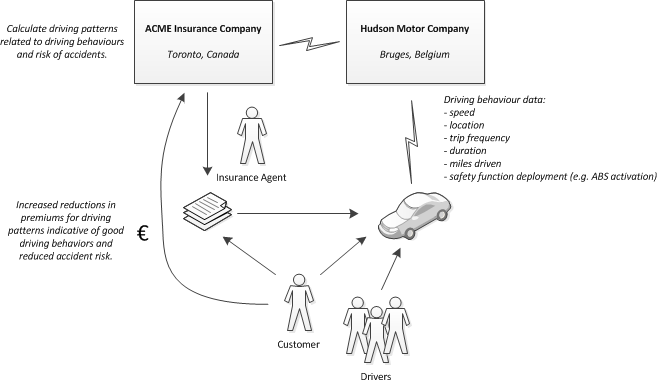 Calculate driving patterns
related to driving behaviours
and risk of accidents.
ACME Insurance Company
Toronto, Canada
Hudson Motor Company
Bruges, Belgium
Driving behaviour data:
- speed
- location
- trip frequency
- duration
- miles driven
- safety function deployment (e.g. ABS activation)
Insurance Agent
Increased reductions in
premiums for driving
patterns indicative of good
driving behaviors and
reduced accident risk.
€
Customer
Drivers